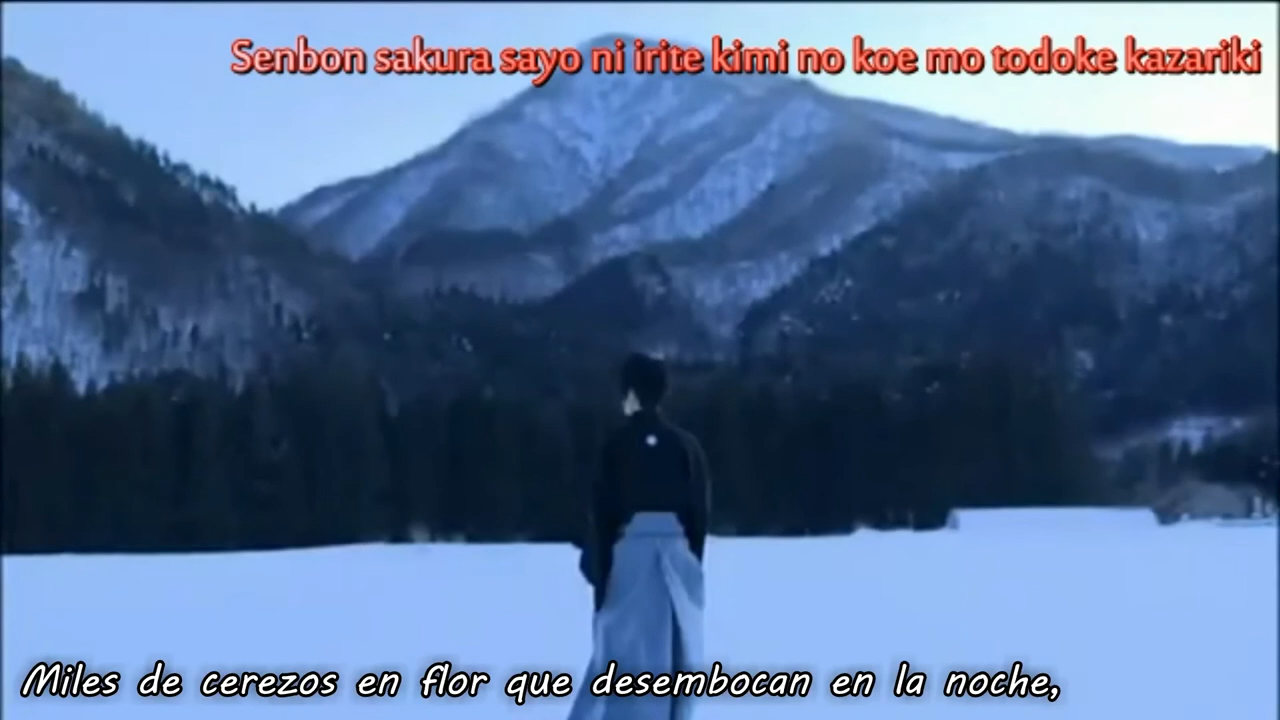 Senbon sakura sayo ni irite kimi no koe mo todoke kazariki
Miles de cerezos en flor que desembocan en la noche,